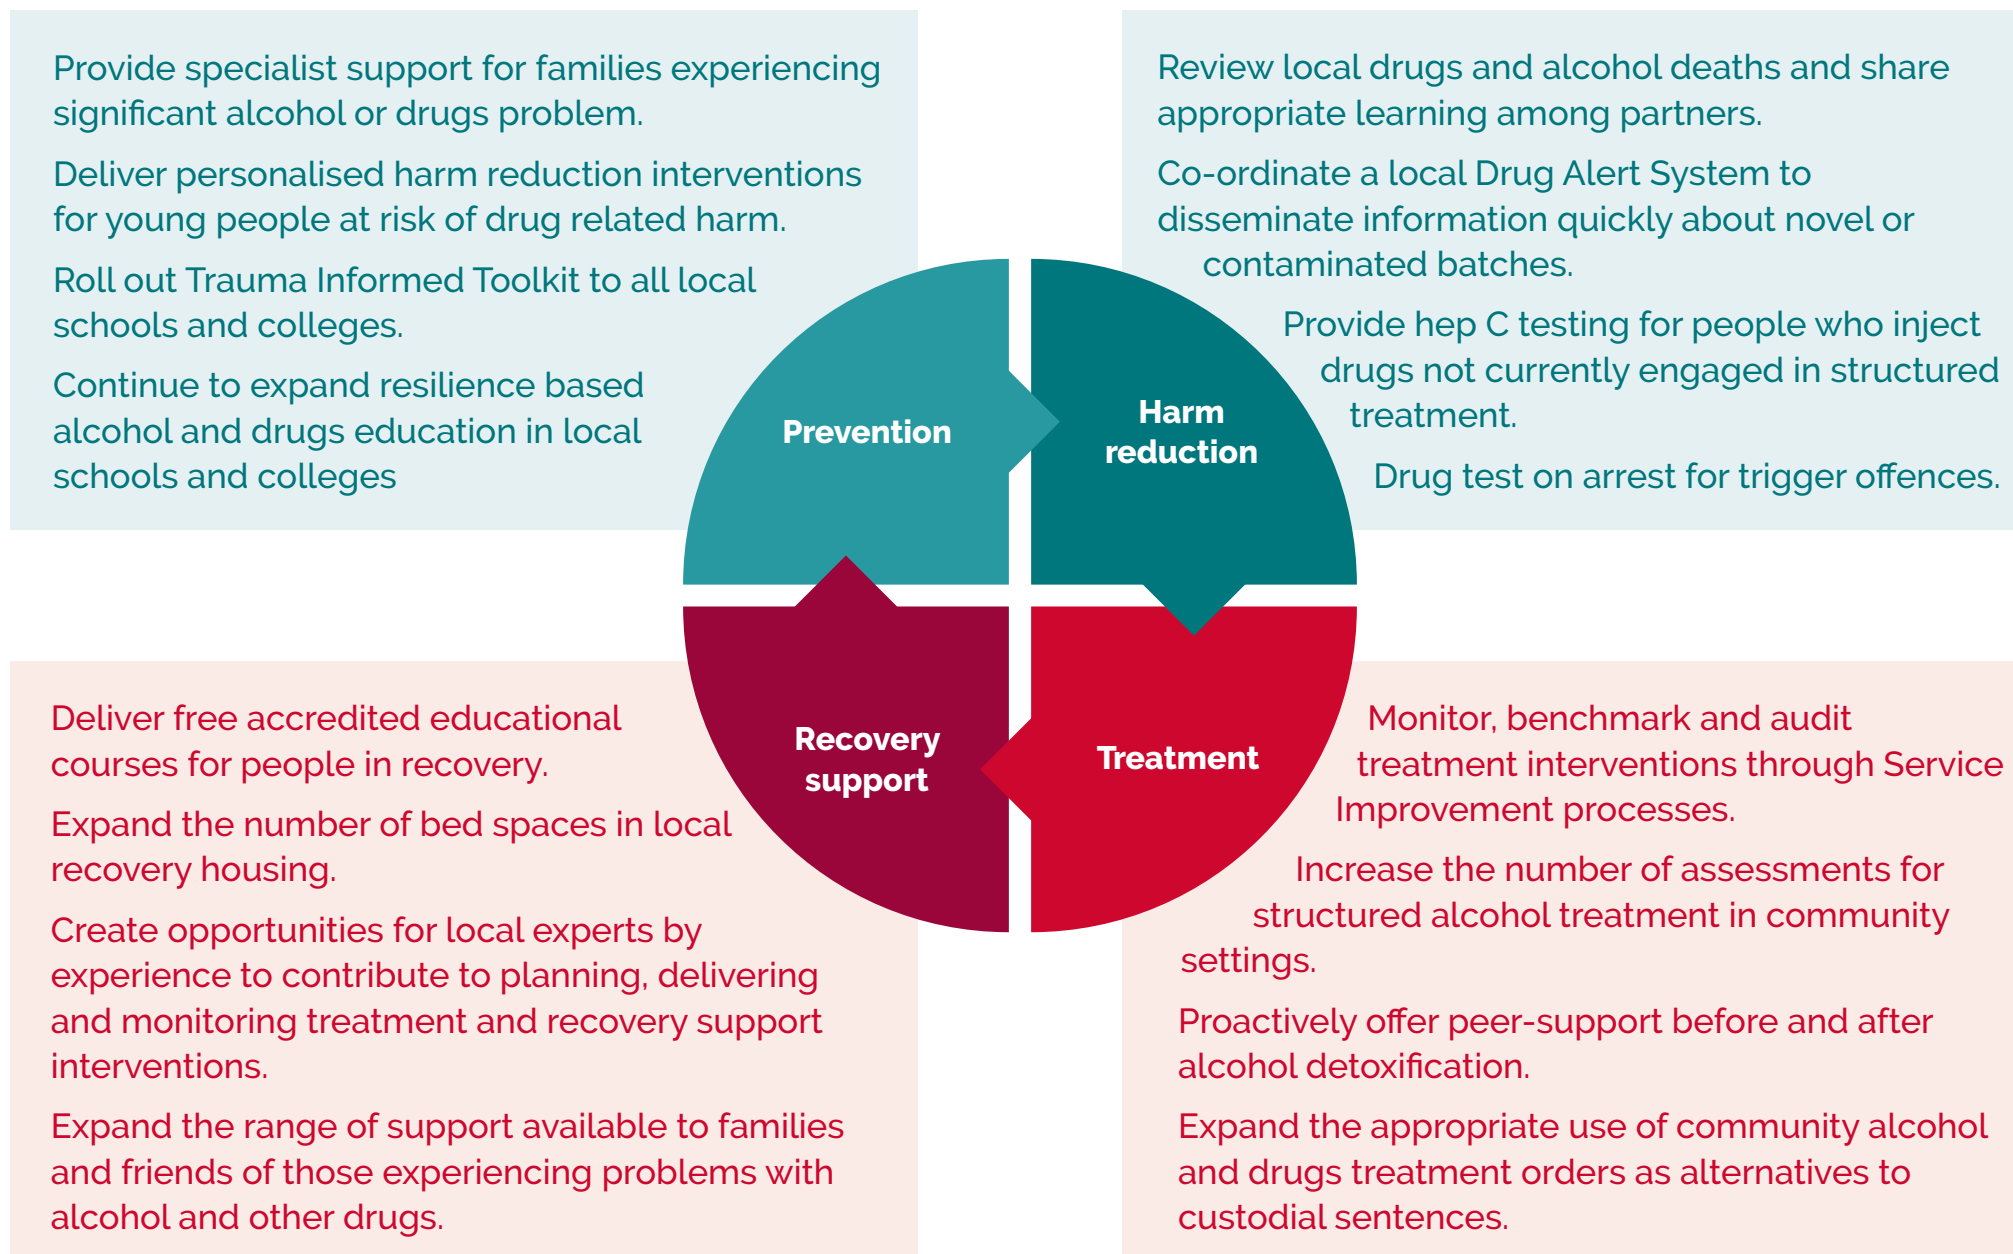 Provide specialist support for families experiencing
significant alcohol or drugs problem.
Deliver personalised harm reduction interventions
for young people at risk of drug related harm.
Roll out Trauma Informed Toolkit to all local
schools and colleges.
Continue to expand resilience based
alcohol and drugs education in local
schools and colleges
Review local drugs and alcohol deaths and share
appropriate learning among partners.
Co-ordinate a local Drug Alert System to
disseminate information quickly about novel or
contaminated batches.
Provide hep C testing for people who inject
drugs not currently engaged in structured
treatment.
Drug test on arrest for trigger offences.
Prevention
Harm
reduction
Recovery
support
Treatment
Deliver free accredited educational
courses for people in recovery.
Expand the number of bed spaces in local
recovery housing.
Create opportunities for local experts by
experience to contribute to planning, delivering
and monitoring treatment and recovery support
interventions.
Expand the range of support available to families
and friends of those experiencing problems with
alcohol and other drugs.
Monitor, benchmark and audit
treatment interventions through Service
Improvement processes.
Increase the number of assessments for
structured alcohol treatment in community
settings.
Proactively offer peer-support before and after
alcohol detoxification.
Expand the appropriate use of community alcohol
and drugs treatment orders as alternatives to
custodial sentences.